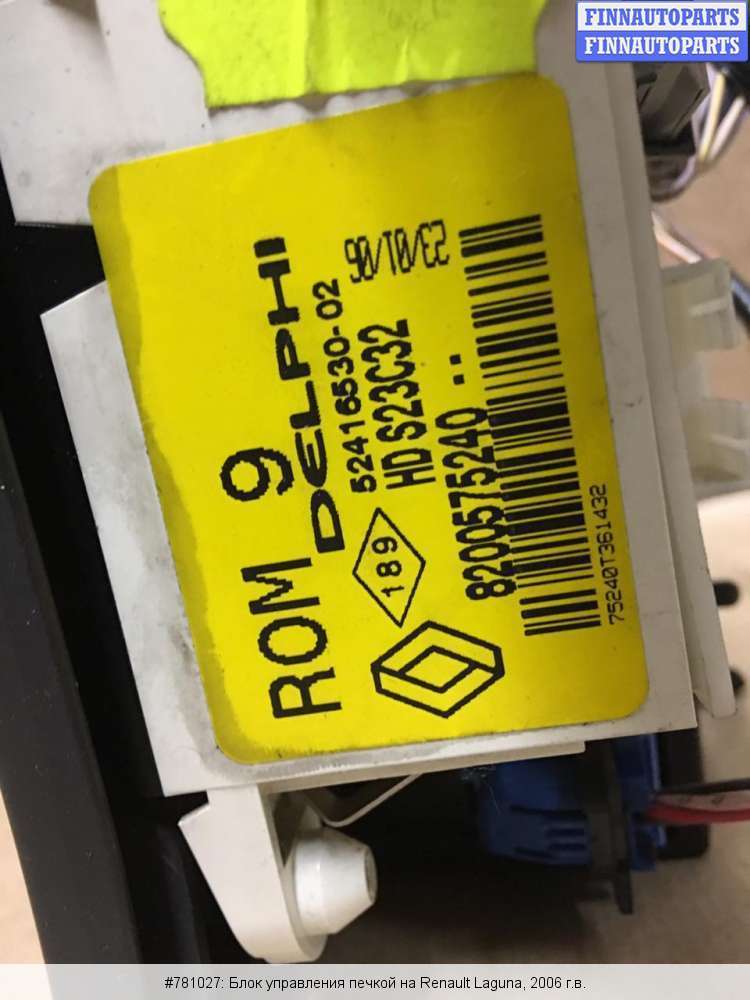 FINNAUTOPARTS
FINNAUTOPARTS
ROM 9
DELPHI
52416530-02
23/01/06
HD S23C32
189
8200575240 --
75240T361432
#781027: Блок управления печкой на Renault Laguna, 2006 г.в.